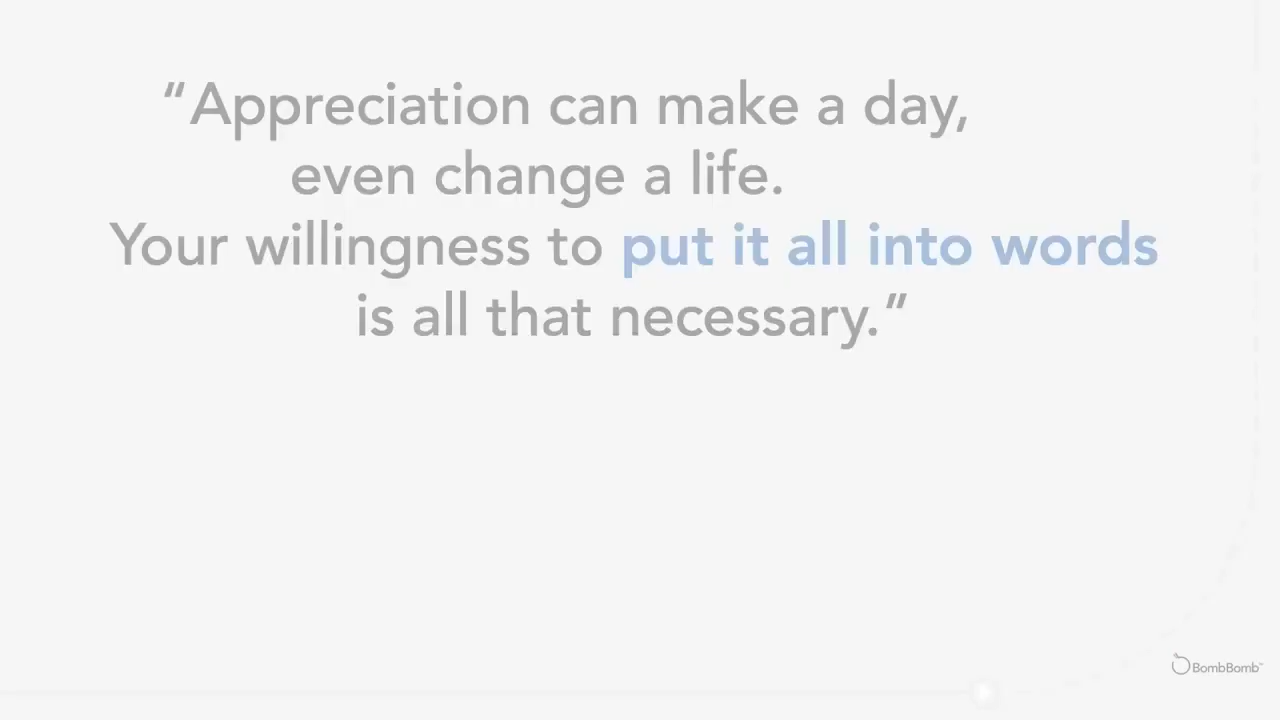 “Appreciation can make a day,
even change a life.
Your willingness to put it all into words
is all that necessary.”
BombBomb™